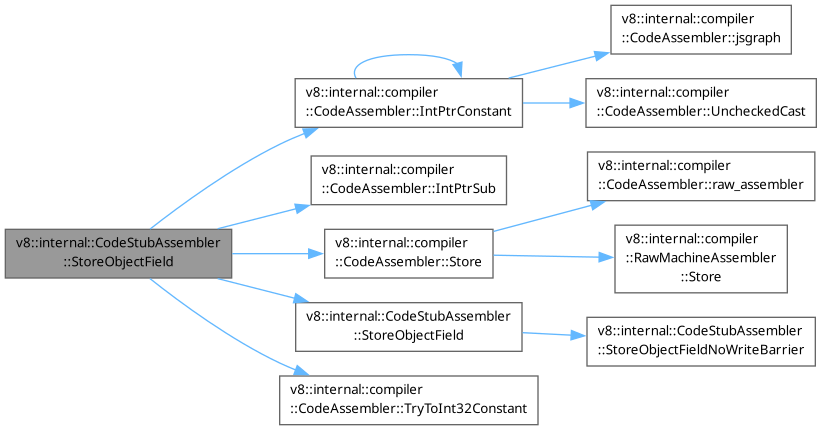 v8::internal::CodeStubAssembler
::StoreObjectField
v8::internal::compiler
::CodeAssembler::IntPtrConstant
v8::internal::compiler
::CodeAssembler::jsgraph
v8::internal::compiler
::CodeAssembler::UncheckedCast
v8::internal::compiler
::CodeAssembler::IntPtrSub
v8::internal::compiler
::CodeAssembler::Store
v8::internal::compiler
::CodeAssembler::raw_assembler
v8::internal::compiler
::RawMachineAssembler
::Store
v8::internal::CodeStubAssembler
::StoreObjectField
v8::internal::CodeStubAssembler
::StoreObjectFieldNoWriteBarrier
v8::internal::compiler
::CodeAssembler::TryToInt32Constant